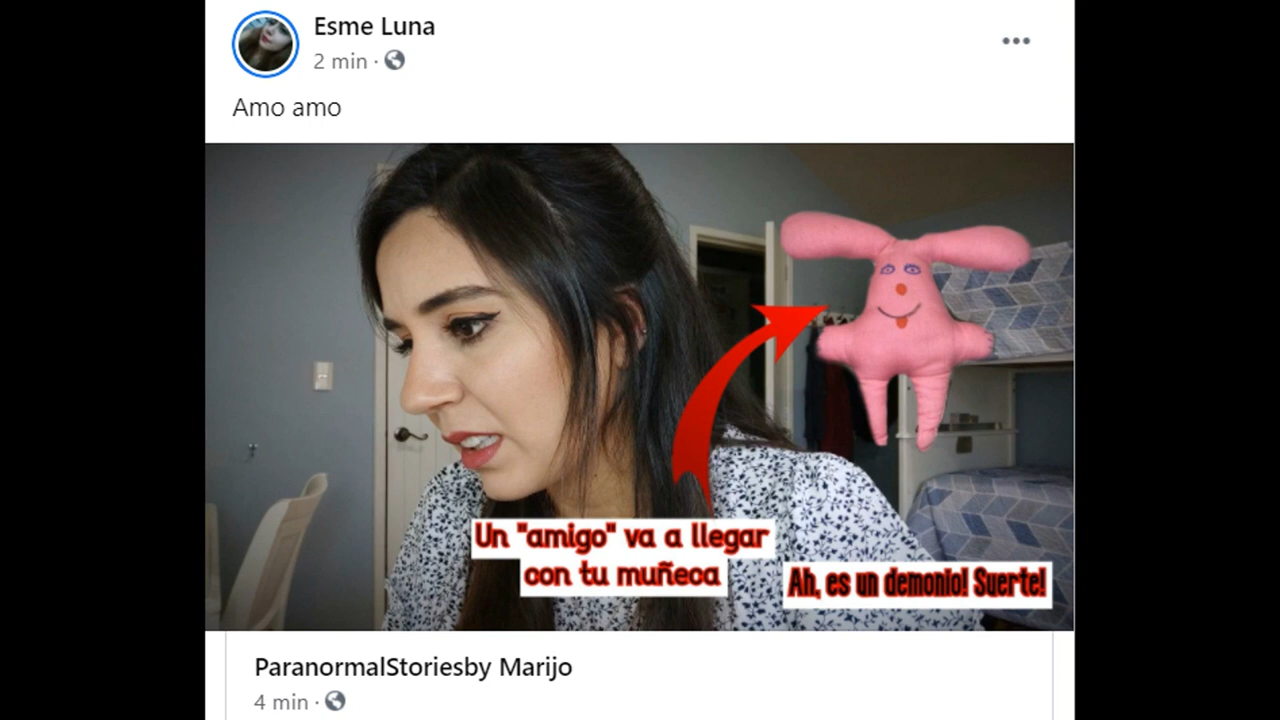 Esme Luna
2 min ·
Amo amo
Un "amigo" va a llegar
con tu muñeca
Ah, es un demonio! Suerte!
ParanormalStoriesby Marijo
4 min ·